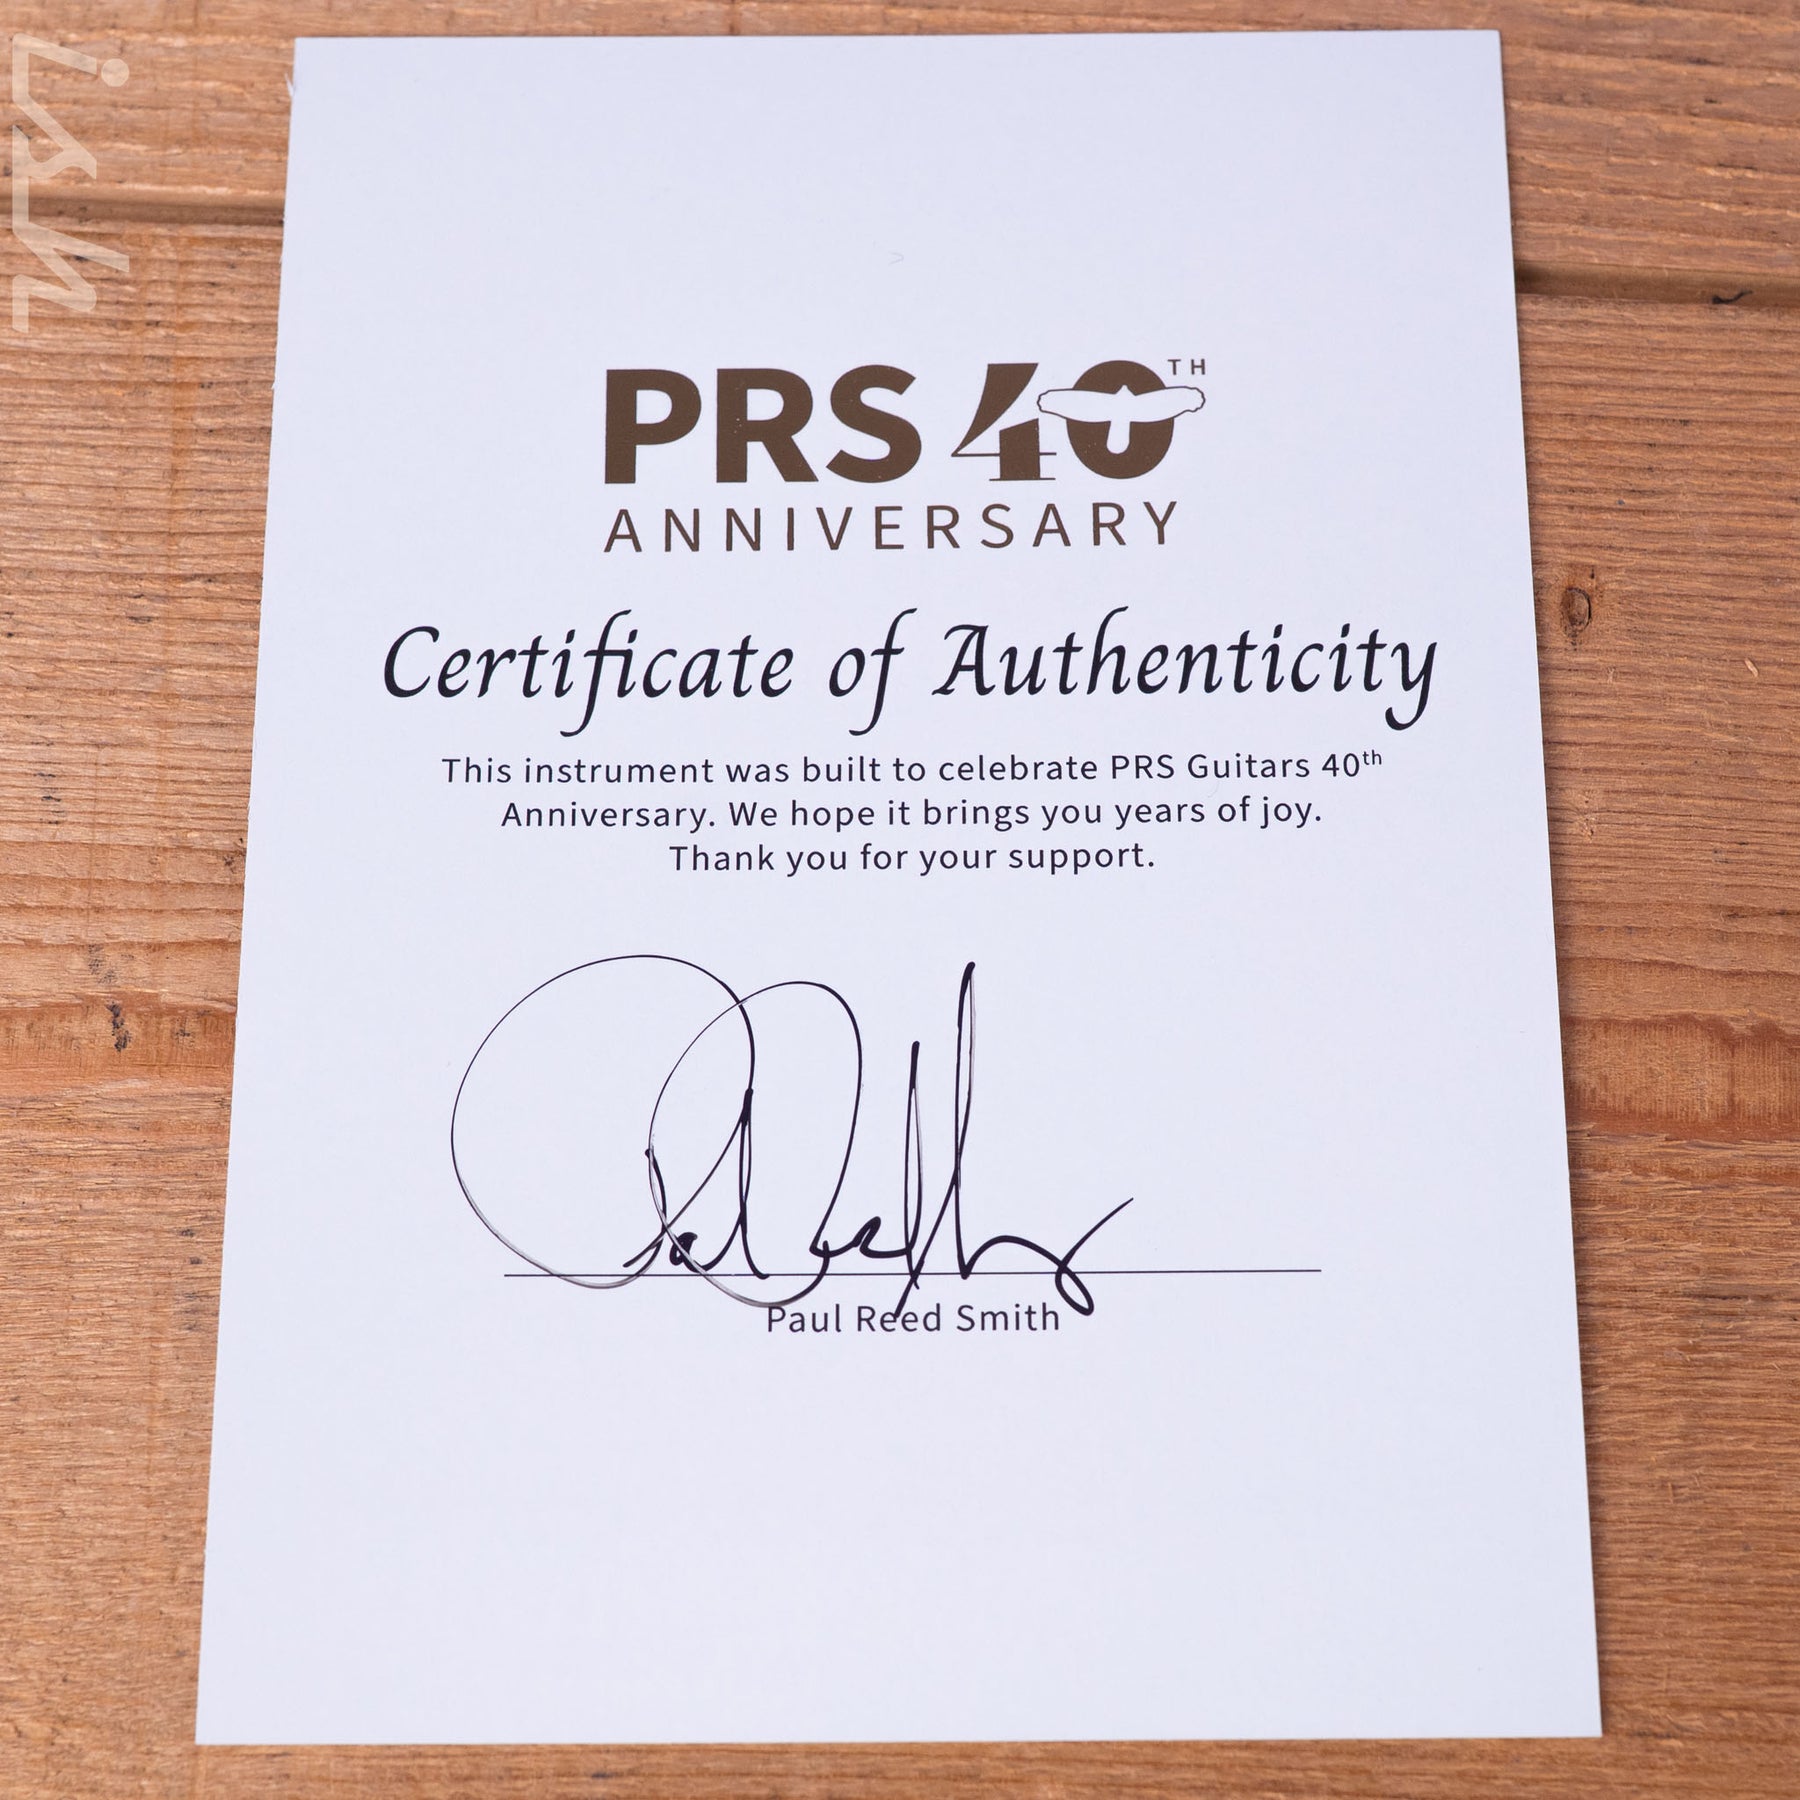 ish
PRS 40TH
ANNIVERSARY
Certificate of Authenticity
This instrument was built to celebrate PRS Guitars 40th
Anniversary. We hope it brings you years of joy.
Thank you for your support.
Paul Reed Smith